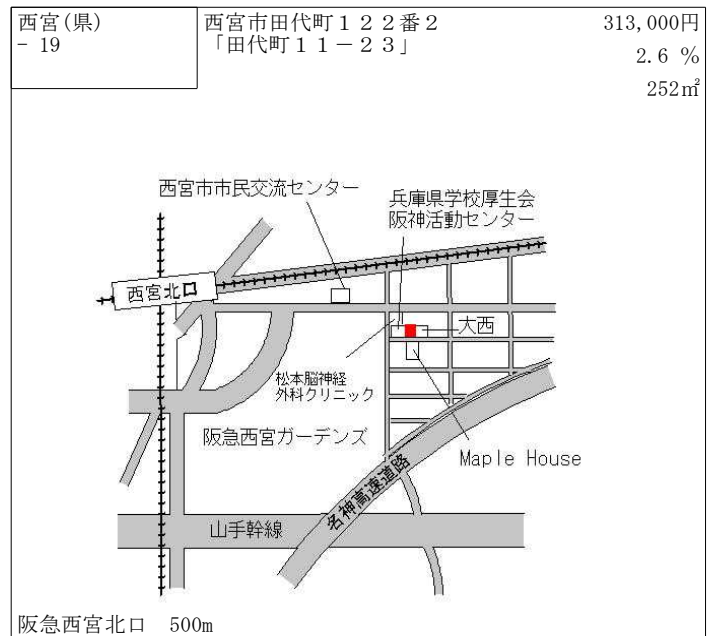 西宮(県)
- 19
西宮市田代町１２２番２
「田代町１１－２３」
313,000円
2.6 %
252㎡
西宮市市民交流センター
兵庫県学校厚生会
阪神活動センター
西宮北口
大西
松本脳神経
外科クリニック
阪急西宮ガーデンズ
Maple House
名神高速道路
山手幹線
阪急西宮北口　500m